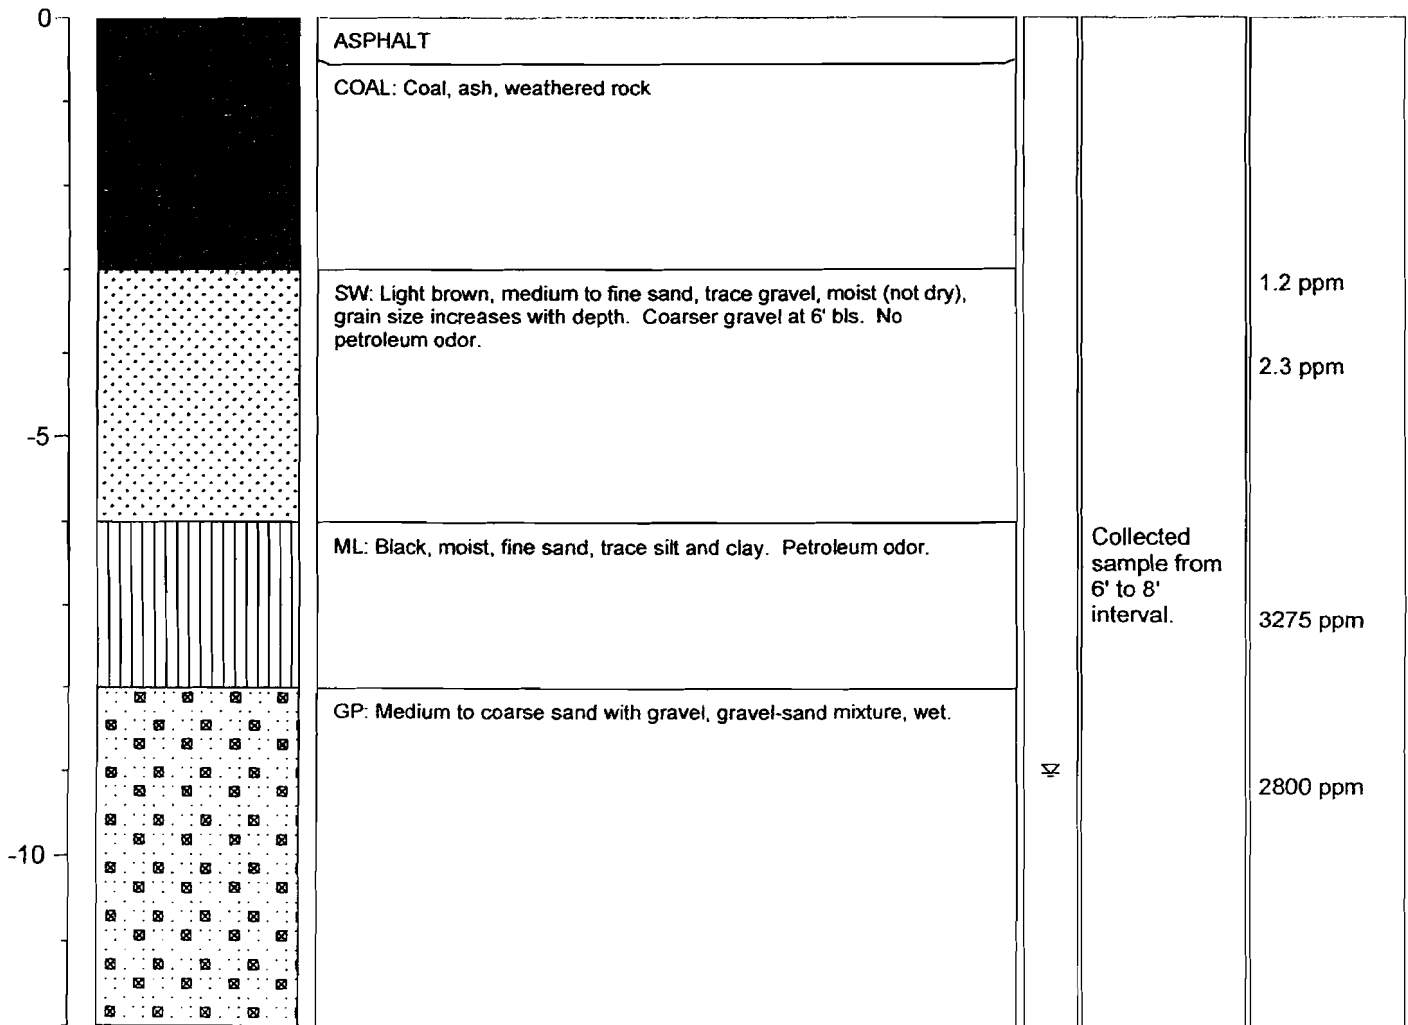 0
ASPHALT
COAL: Coal, ash, weathered rock
SW: Light brown, medium to fine sand, trace gravel, moist (not dry),
grain size increases with depth. Coarser gravel at 6' bls. No
petroleum odor.
1.2 ppm
2.3 ppm
-5
ML: Black, moist, fine sand, trace silt and clay. Petroleum odor.
Collected
sample from
6' to 8'
interval.
3275 ppm
GP: Medium to coarse sand with gravel, gravel-sand mixture, wet.
2800 ppm
-10